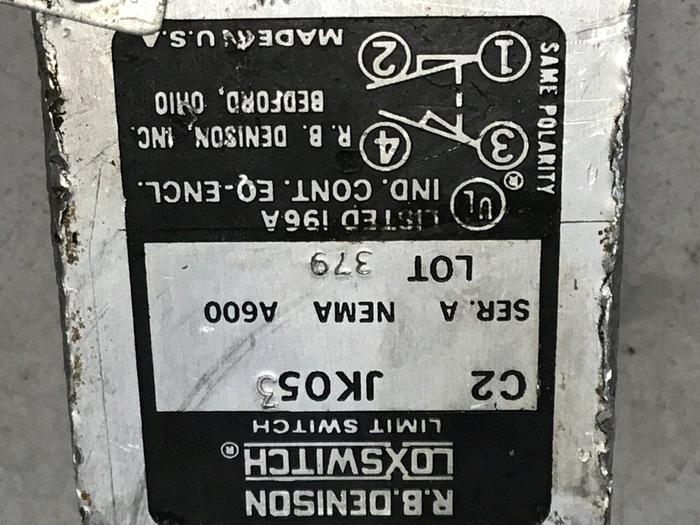 R.B.DENISON
LOXSWITCH®
LIMIT SWITCH
C2 JK053
SER. A NEMA A600
LOT 379
LISTED 196A
UL® IND. CONT. EQ-ENCL.
R. B. DENISON, INC.
BEDFORD, OHIO
MADE IN U.S.A
SAME POLARITY
3 4
1 2